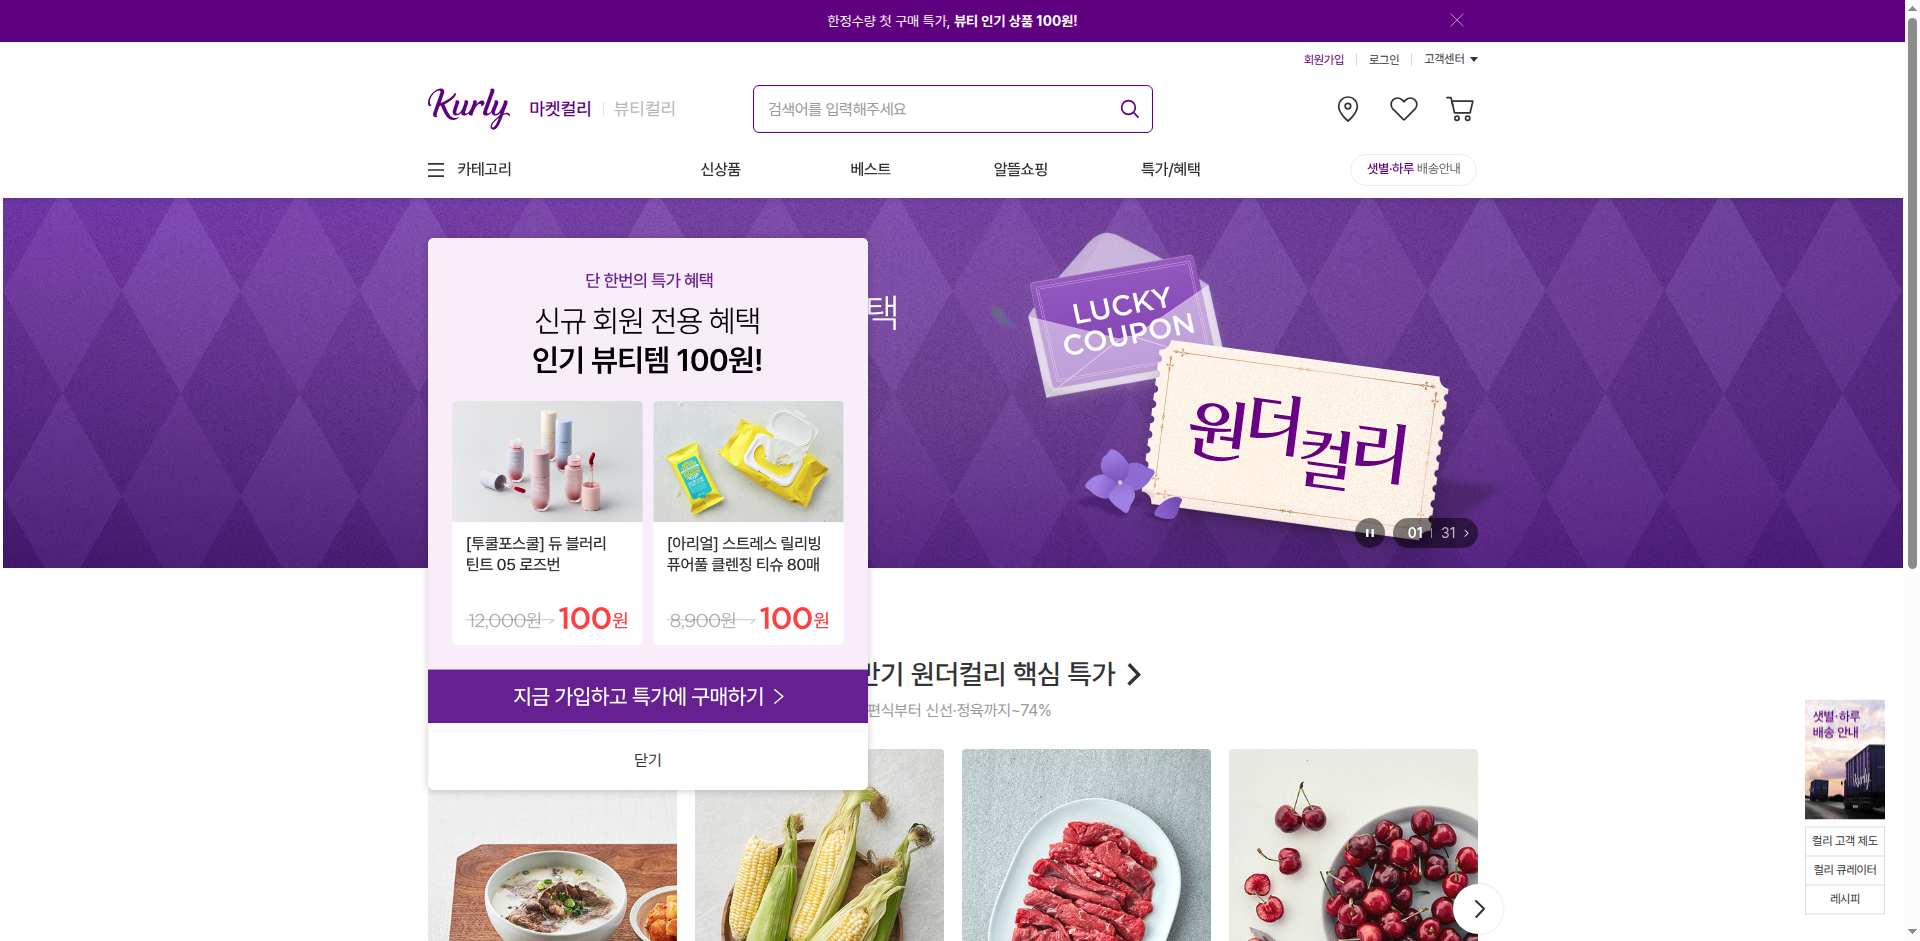 한정수량 첫 구매 특가, 뷰티 인기 상품 100원!
회원가입
로그인
고객센터
Kurly
마켓컬리
뷰티컬리
검색어를 입력해주세요
카테고리
신상품
베스트
알뜰쇼핑
특가/혜택
샛별·하루 배송안내
단 한번의 특가 혜택
신규 회원 전용 혜택
인기 뷰티템 100원!
[투쿨포스쿨] 듀 블러리
틴트 05 로즈번
12,000원 100원
[아리얼] 스트레스 릴리빙
퓨어풀 클렌징 티슈 80매
8,900원 100원
지금 가입하고 특가에 구매하기
닫기
택
LUCKY
COUPON
원더컬리
01 31
반기 원더컬리 핵심 특가
편식부터 신선·정육까지~74%
샛별·하루
배송 안내
Kurly
컬리 고객 제도
컬리 큐레이터
레시피